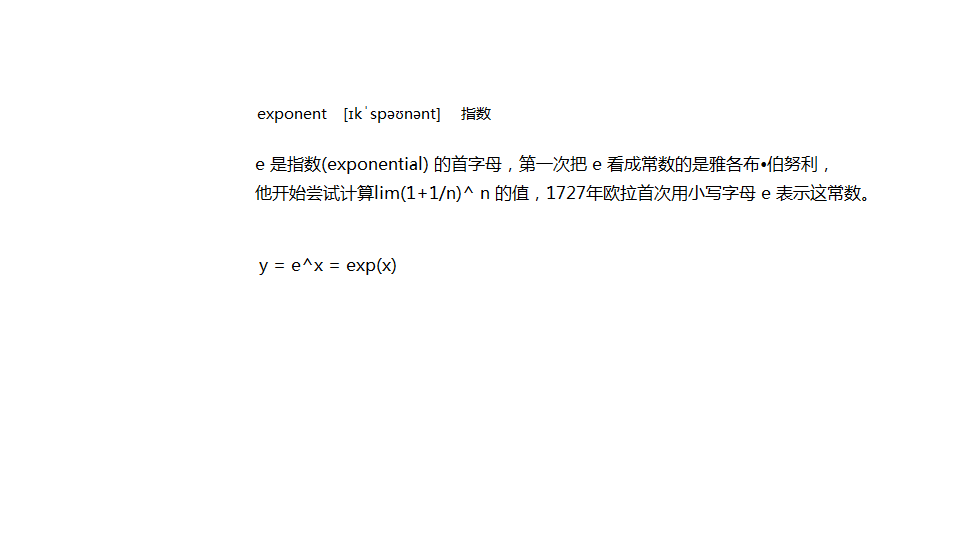 exponent [ɪkˈspəʊnənt] 指数
e 是指数(exponential) 的首字母，第一次把 e 看成常数的是雅各布•伯努利，
他开始尝试计算lim(1+1/n)^ n 的值，1727年欧拉首次用小写字母 e 表示这常数。
y = e^x = exp(x)